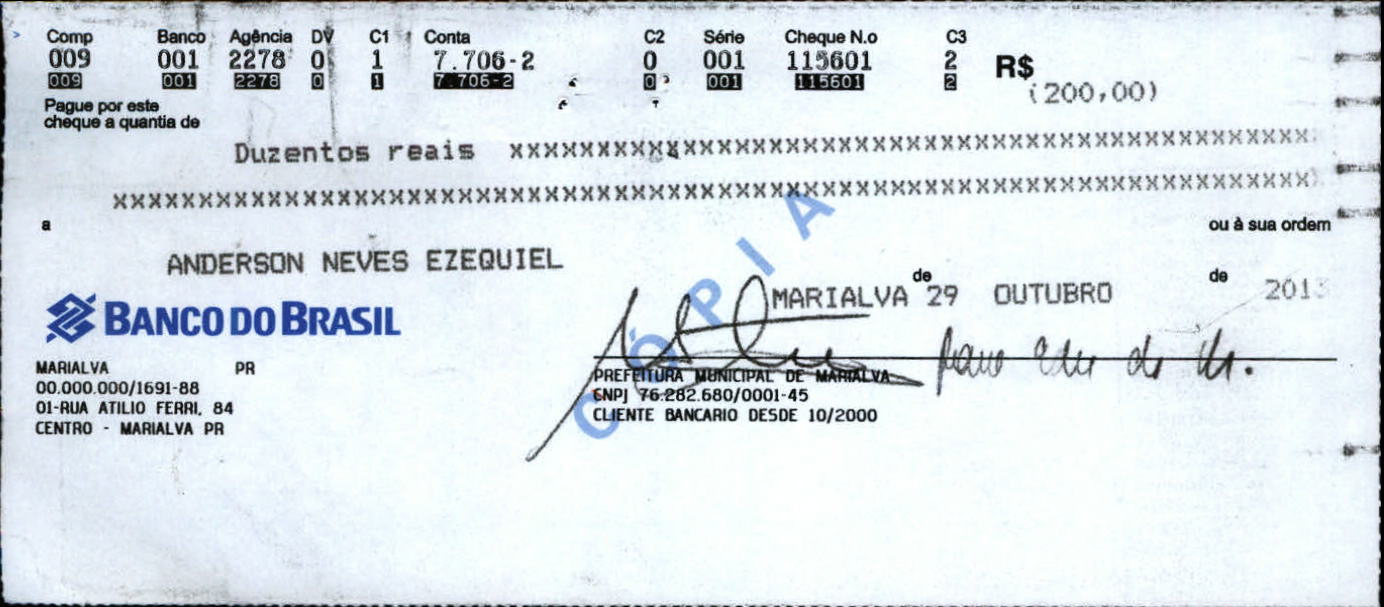 Comp Banco Agência DV C1 Conta C2 Série Cheque N.o C3
009 001 2278 0 1 7.706-2 0 001 115601 2 R$
009 001 2278 0 1 7.706-2 0 001 115601 2 (200,00)
Pague por este
cheque a quantia de
Duzentos reais xxxxxxxxxxxxxxxxxxxxxxxxxxxxxxxxxxxxxxxxxxxxxxxxxxxxxxxxxxxxxxxxxxxxx
xxxxxxxxxxxxxxxxxxxxxxxxxxxxxxxxxxxxxxxxxxxxxxxxxxxxxxxxxxxxxxxxxxxxxxxxxxxxxxxxxxxxxxxxxxxxxxxxxxxxxxxx
a ou à sua ordem
ANDERSON NEVES EZEQUIEL
MARIALVA de 29 OUTUBRO de
BANCO DO BRASIL
CÓPIA
MARIALVA PR
00.000.000/1691-88
01-RUA ATILIO FERRI, 84
CENTRO - MARIALVA PR
PREFEITURA MUNICIPAL DE MARIALVA
CNPJ 76.282.680/0001-45
CLIENTE BANCARIO DESDE 10/2000